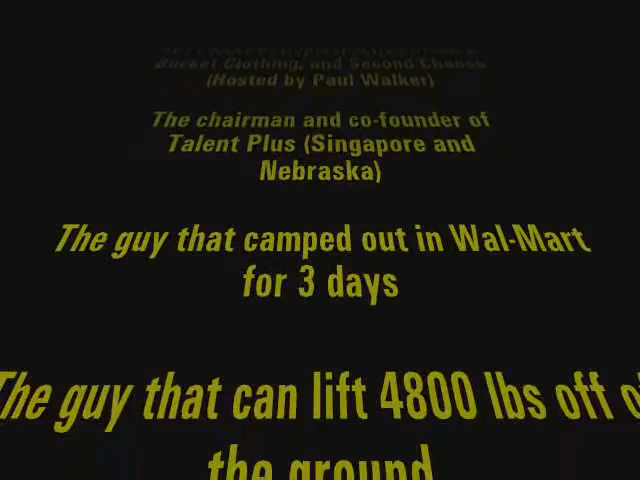 Bucket Clothing, and Second Chance
(Hosted by Paul Walker)
The chairman and co-founder of
Talent Plus (Singapore and
Nebraska)
The guy that camped out in Wal-Mart
for 3 days
The guy that can lift 4800 lbs off of
the ground